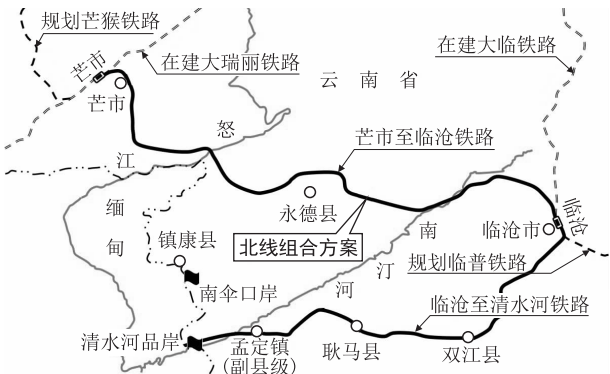 规划芒猴铁路
芒市
在建大瑞丽铁路
在建大临铁路
云南省
芒市
怒
江
芒市至临沧铁路
缅
甸
永德县
镇康县
北线组合方案
南
汀
河
临沧市
临沧
规划临普铁路
南伞口岸
临沧至清水河铁路
清水河品岸
孟定镇
(副县级)
耿马县
双江县